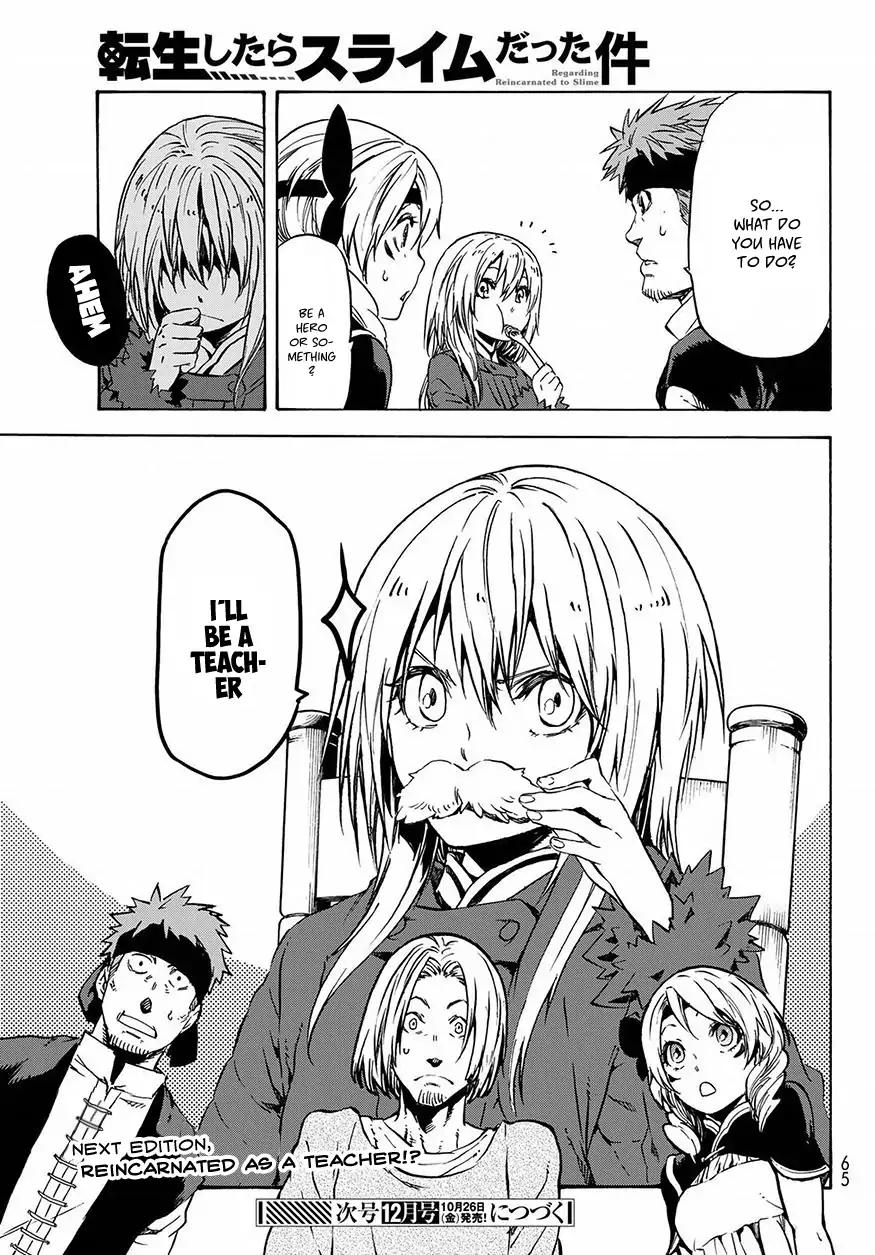 転生したらスライムだった件
Regarding
Reincarnated to Slime
SO...
WHAT DO
YOU HAVE
TO DO?
BE A
HERO
OR SO-
METHING
?
AHEM
I'LL
BE A
TEACH-
ER
NEXT EDITION,
REINCARNATED AS A TEACHER!?
65
次号12月号10月26日(金)発売!につづく